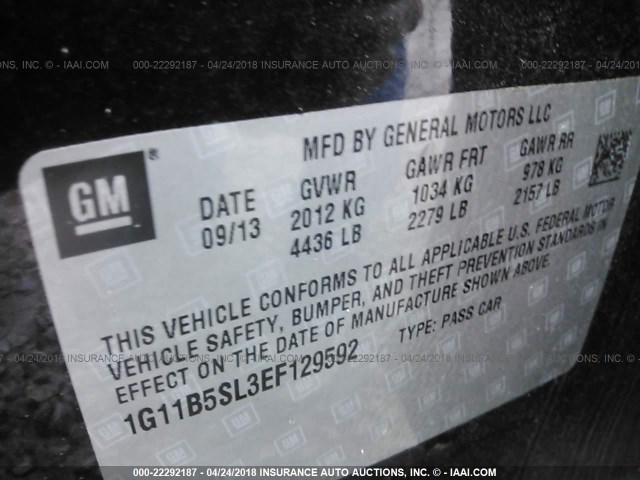 000-22292187 - 04/24/2018 INSURANCE AUTO AUCTIONS, INC. - © IAAI.COM
GM ®
MFD BY GENERAL MOTORS LLC
DATE GVWR GAWR FRT GAWR RR
09/13 2012 KG 1034 KG 978 KG
4436 LB 2279 LB 2157 LB
THIS VEHICLE CONFORMS TO ALL APPLICABLE U.S. FEDERAL MOTOR
VEHICLE SAFETY, BUMPER, AND THEFT PREVENTION STANDARDS IN
EFFECT ON THE DATE OF MANUFACTURE SHOWN ABOVE.
1G11B5SL3EF129592 TYPE: PASS CAR
000-22292187 - 04/24/2018 INSURANCE AUTO AUCTIONS, INC. - © IAAI.COM
000-22292187 - 04/24/2018 INSURANCE AUTO AUCTIONS, INC. - © IAAI.COM